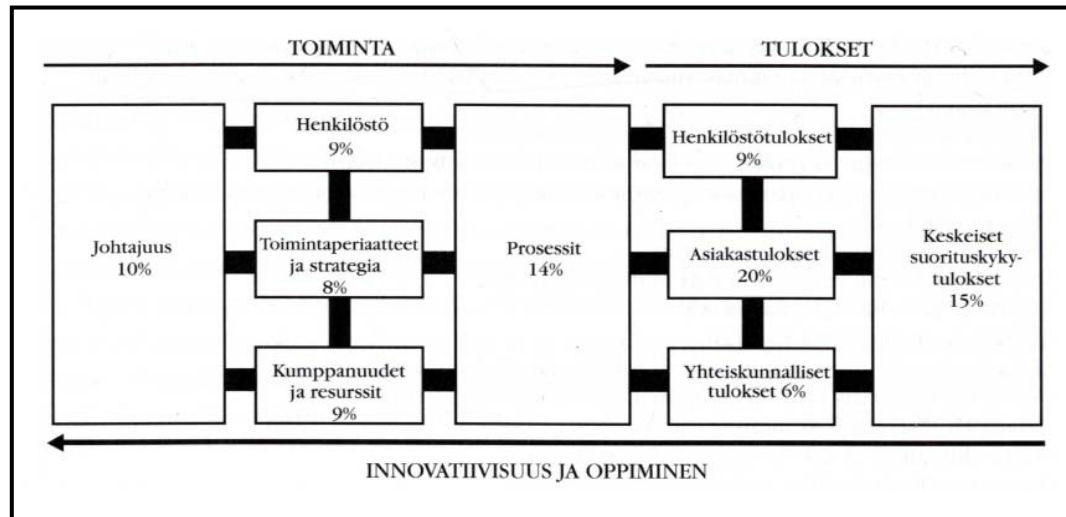 TOIMINTA
TULOKSET
Johtajuus
10%
Henkilöstö
9%
Toimintaperiaatteet
ja strategia
8%
Kumppanuudet
ja resurssit
9%
Prosessit
14%
Henkilöstötulokset
9%
Asiakastulokset
20%
Yhteiskunnalliset
tulokset 6%
Keskeiset
suorituskyky-
tulokset
15%
INNOVATIIVISUUS JA OPPIMINEN